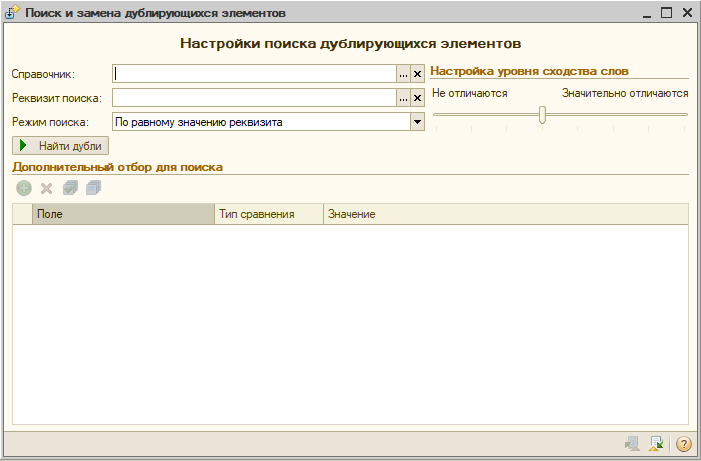 Поиск и замена дублирующихся элементов
Настройки поиска дублирующихся элементов
Справочник:
Настройка уровня сходства слов
Реквизит поиска:
Не отличаются Значительно отличаются
Режим поиска: По равному значению реквизита
Найти дубли
Дополнительный отбор для поиска
Поле Тип сравнения Значение